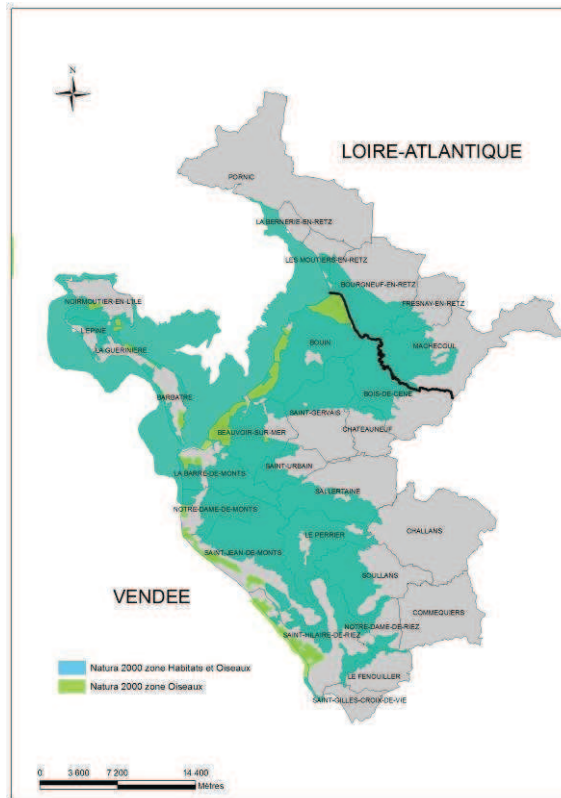 N
LOIRE-ATLANTIQUE
PORNIC
LA BERNERIE-EN-RETZ
LES MOUTIERS-EN-RETZ
BOURGNEUF-EN-RETZ
NOIRMOUTIER-EN-L'ILE
FRESNAY-EN-RETZ
L'EPINE
LA GUERINIERE
BOUIN
MACHECOUL
BARBATRE
BOIS-DE-CENE
SAINT-GERVAIS
BEAUVOIR-SUR-MER
CHATEAUNEUF
SAINT-URBAIN
LA BARRE-DE-MONTS
SALLERTAINE
NOTRE-DAME-DE-MONTS
CHALLANS
LE PERRIER
SAINT-JEAN-DE-MONTS
SOULLANS
VENDEE
COMMEQUIERS
NOTRE-DAME-DE-RIEZ
SAINT-HILAIRE-DE-RIEZ
Natura 2000 zone Habitats et Oiseaux
LE FENOUILLER
Natura 2000 zone Oiseaux
SAINT-GILLES-CROIX-DE-VIE
0 3 600 7 200 14 400
Mètres